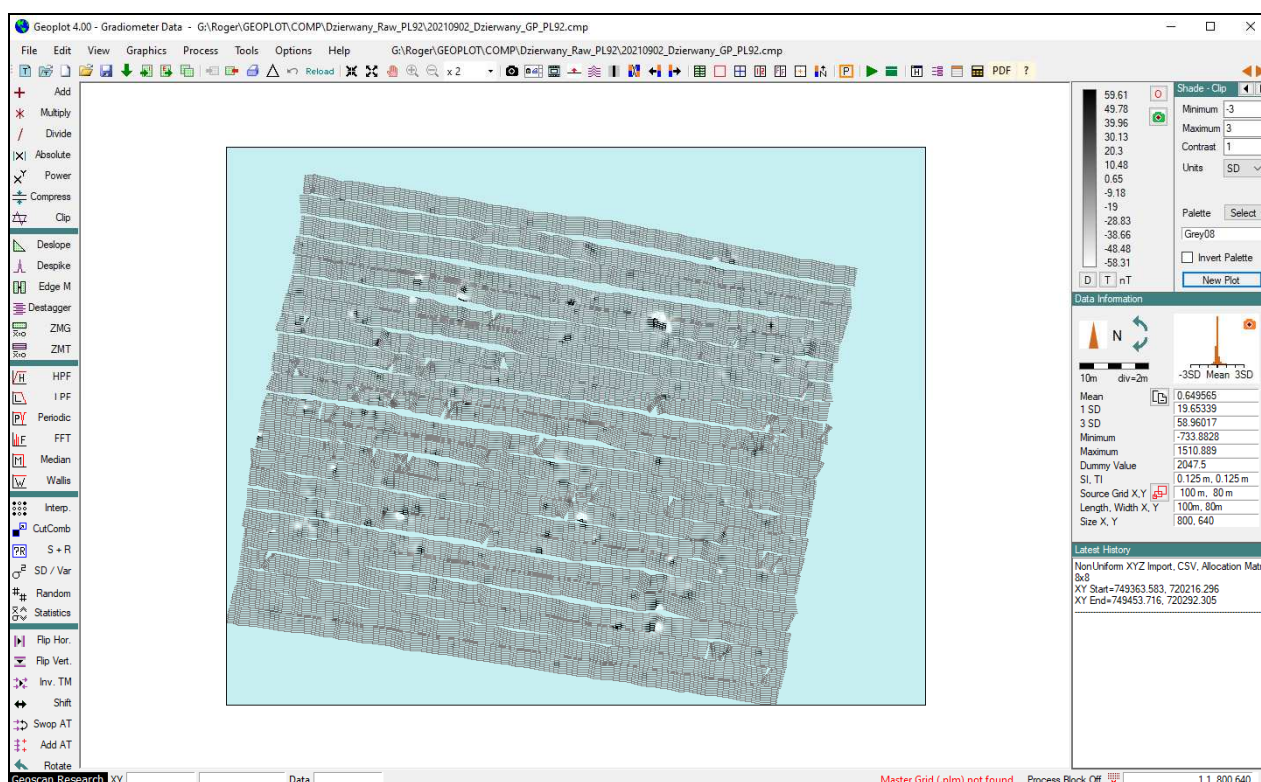 Geoplot 4.00 - Gradiometer Data - G:\Roger\GEOPLOT\COMP\Dzierwany_Raw_PL92\20210902_Dzierwany_GP_PL92.cmp
File Edit View Graphics Process Tools Options Help G:\Roger\GEOPLOT\COMP\Dzierwany_Raw_PL92\20210902_Dzierwany_GP_PL92.cmp
Reload x 2 P H PDF ?
Add
Multiply
Divide
Absolute
Power
Compress
Clip
Deslope
Despike
Edge M
Destagger
ZMG
ZMT
HPF
LPF
Periodic
FFT
Median
Wallis
Interp.
CutComb
S + R
SD / Var
Random
Statistics
Flip Hor.
Flip Vert.
Inv. TM
Shift
Swop AT
Add AT
Rotate
59.61
49.78
39.96
30.13
20.3
10.48
0.65
-9.18
-19
-28.83
-38.66
-48.48
-58.31
D T nT
O
Shade - Clip
Minimum -3
Maximum 3
Contrast 1
Units SD
Palette Select
Grey08
Invert Palette
New Plot
Data Information
N
10m div=2m
-3SD Mean 3SD
Mean 0.649565
1 SD 19.65339
3 SD 58.96017
Minimum -733.8828
Maximum 1510.889
Dummy Value 2047.5
SI, TI 0.125 m, 0.125 m
Source Grid X,Y 100 m, 80 m
Length, Width X, Y 100m, 80m
Size X, Y 800, 640
Latest History
NonUniform XYZ Import, CSV, Allocation Mat
8x8
XY Start=749363.583, 720216.296
XY End=749453.716, 720292.305
Geoscan Research XY Data Master Grid (.plm) not found Process Block Off 1,1, 800,640